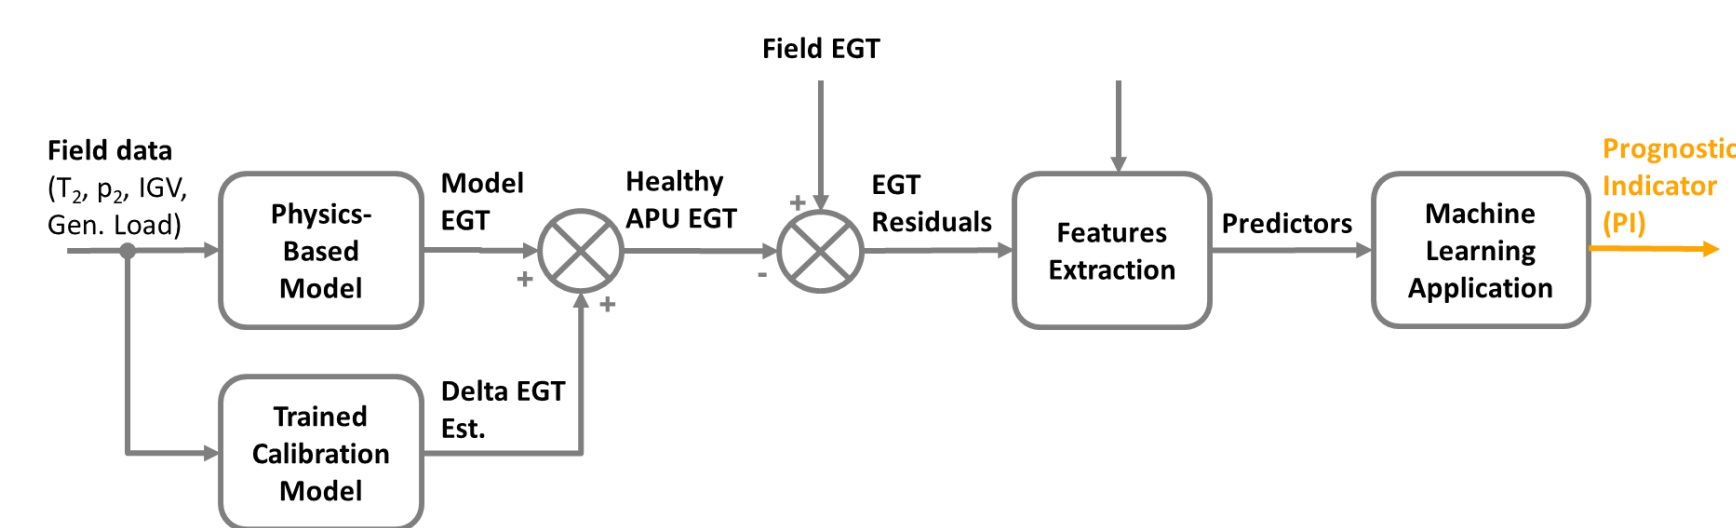 Field EGT
Field data
(T₂, p₂, IGV,
Gen. Load)
Physics-
Based
Model
Model
EGT
+
+
Healthy
APU EGT
+
-
EGT
Residuals
Features
Extraction
Predictors
Machine
Learning
Application
Prognostic
Indicator
(PI)
Trained
Calibration
Model
Delta EGT
Est.